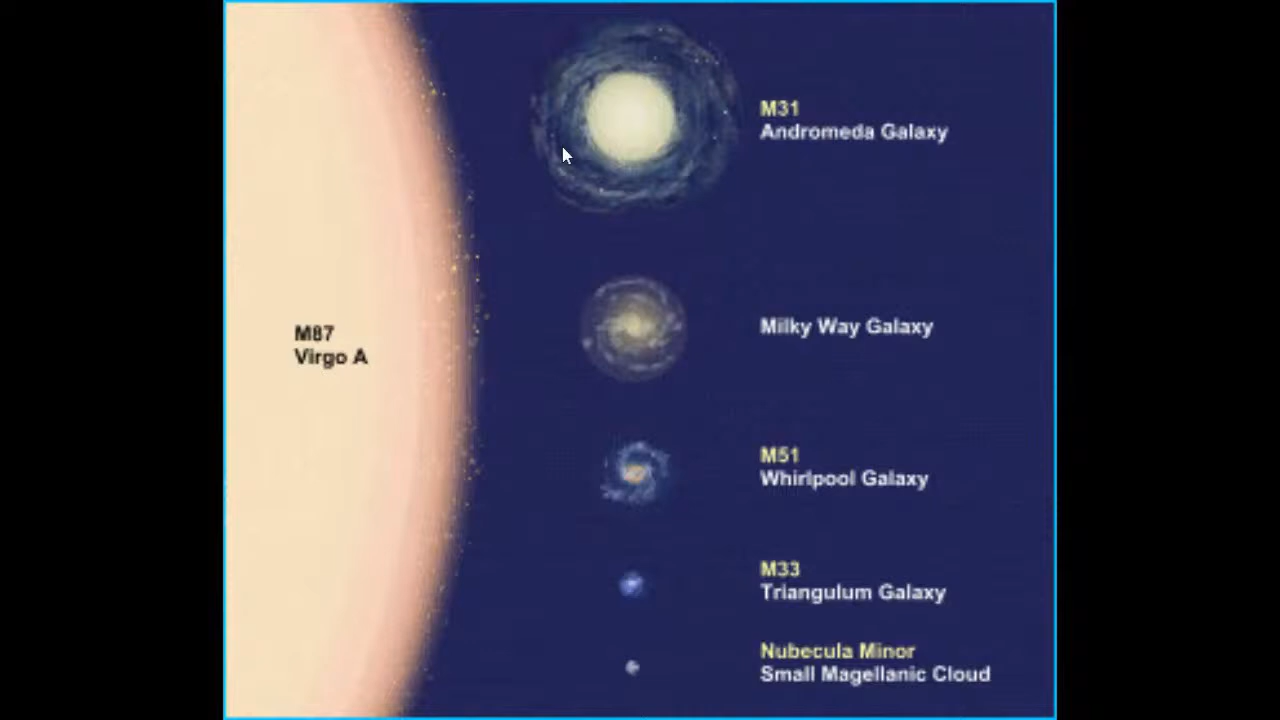 M87
Virgo A
M31
Andromeda Galaxy
Milky Way Galaxy
M51
Whirlpool Galaxy
M33
Triangulum Galaxy
Nubecula Minor
Small Magellanic Cloud